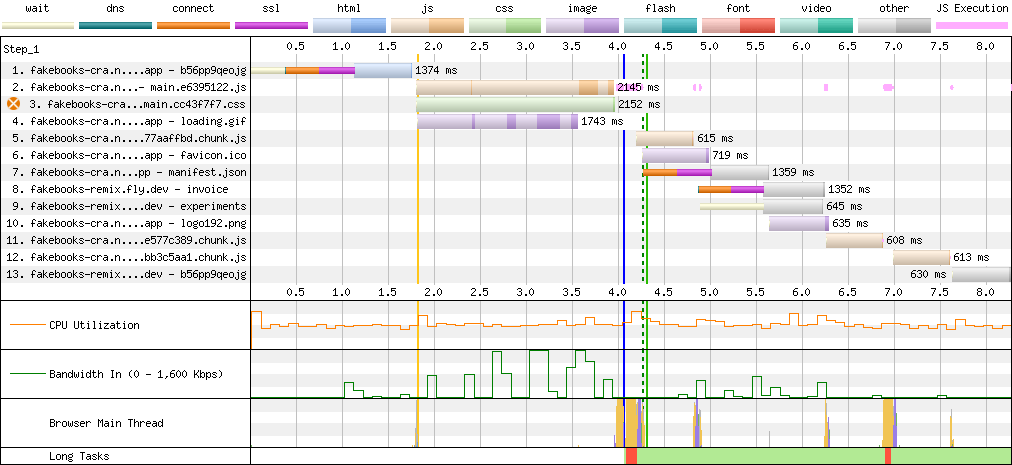 wait dns connect ssl html js css image flash font video other JS Execution
Step_1 0.5 1.0 1.5 2.0 2.5 3.0 3.5 4.0 4.5 5.0 5.5 6.0 6.5 7.0 7.5 8.0
1. fakebooks-cra.n....app - b56pp9qeojg 1374 ms
2. fakebooks-cra.n...- main.e6395122.js 2145 ms
3. fakebooks-cra...main.cc43f7f7.css 2152 ms
4. fakebooks-cra.n....app - loading.gif 1743 ms
5. fakebooks-cra.n....77aaffbd.chunk.js 615 ms
6. fakebooks-cra.n....app - favicon.ico 719 ms
7. fakebooks-cra.n...pp - manifest.json 1359 ms
8. fakebooks-remix.fly.dev - invoice 1352 ms
9. fakebooks-remix....dev - experiments 645 ms
10. fakebooks-cra.n....app - logo192.png 635 ms
11. fakebooks-cra.n....e577c389.chunk.js 608 ms
12. fakebooks-cra.n....bb3c5aa1.chunk.js 613 ms
13. fakebooks-remix....dev - b56pp9qeojg 630 ms
0.5 1.0 1.5 2.0 2.5 3.0 3.5 4.0 4.5 5.0 5.5 6.0 6.5 7.0 7.5 8.0
CPU Utilization
Bandwidth In (0 - 1,600 Kbps)
Browser Main Thread
Long Tasks